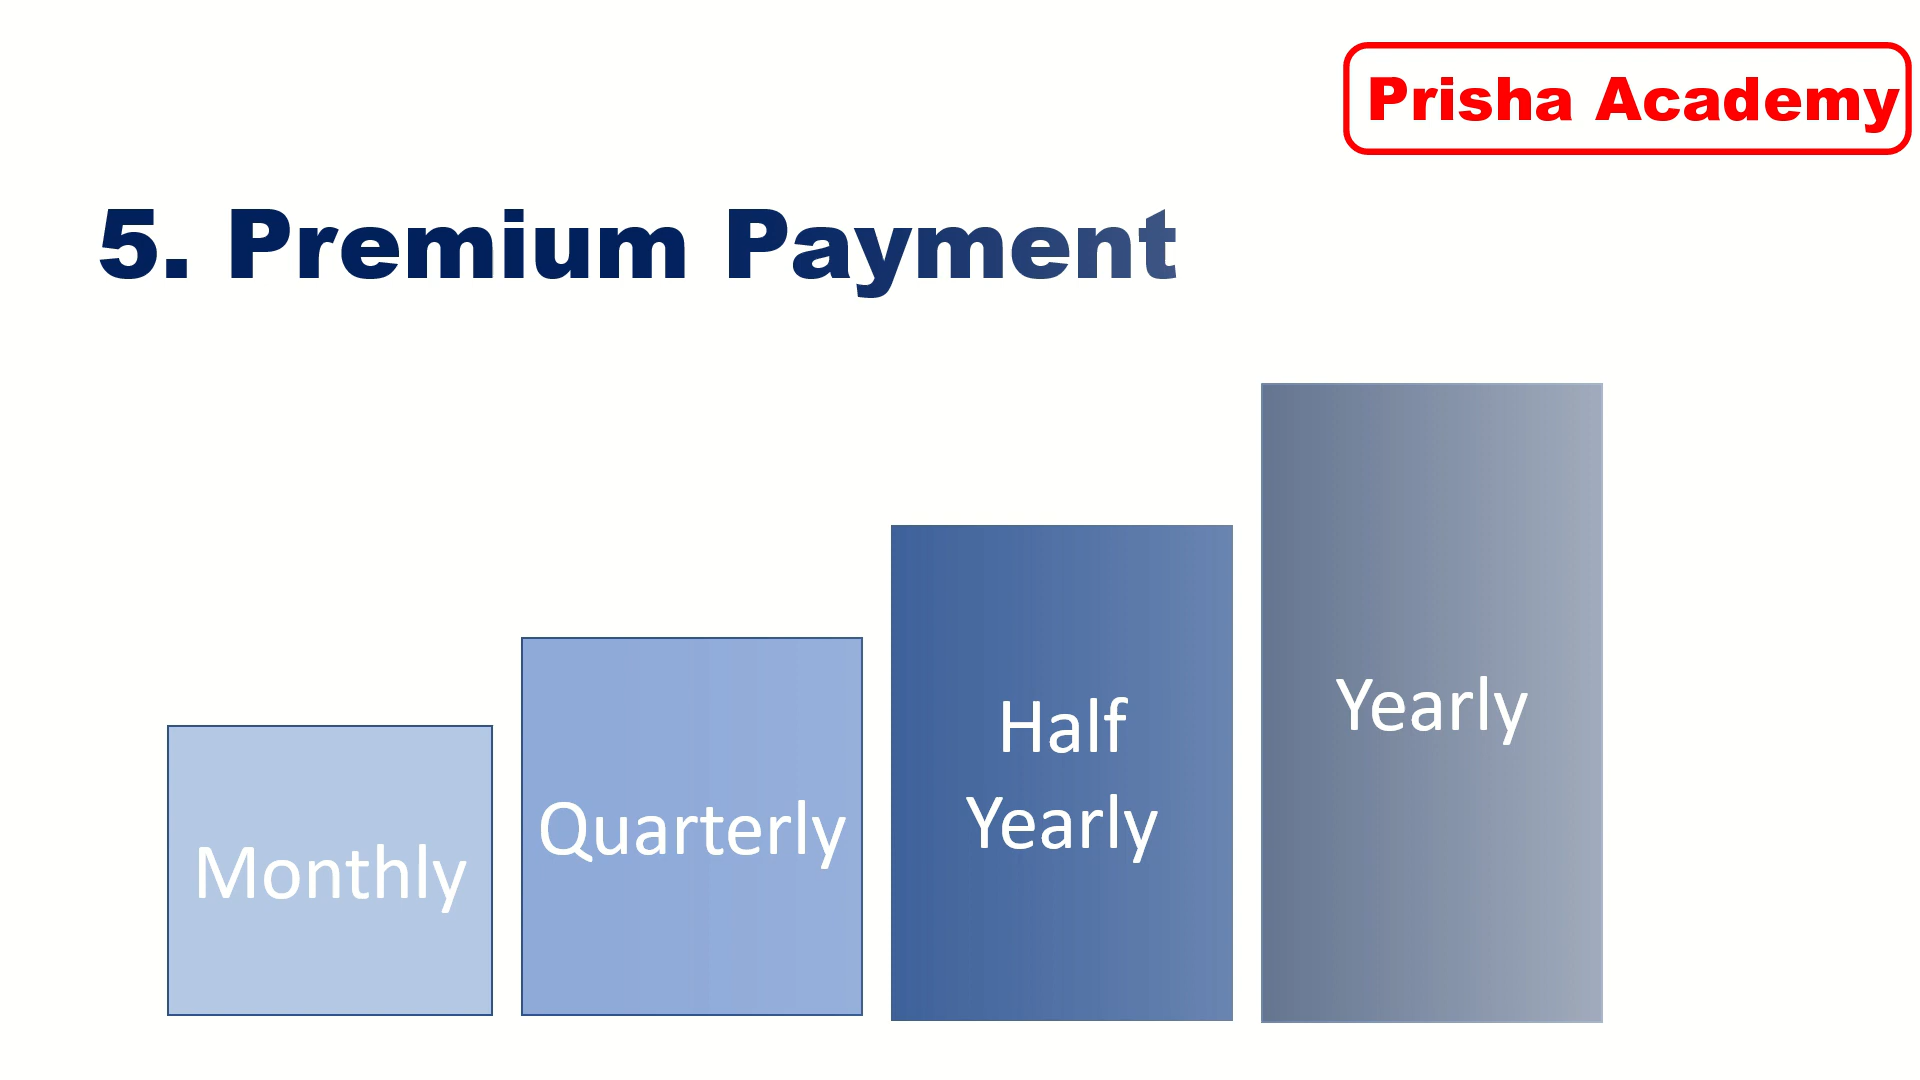 Prisha Academy
5. Premium Payment
Monthly
Quarterly
Half
Yearly
Yearly